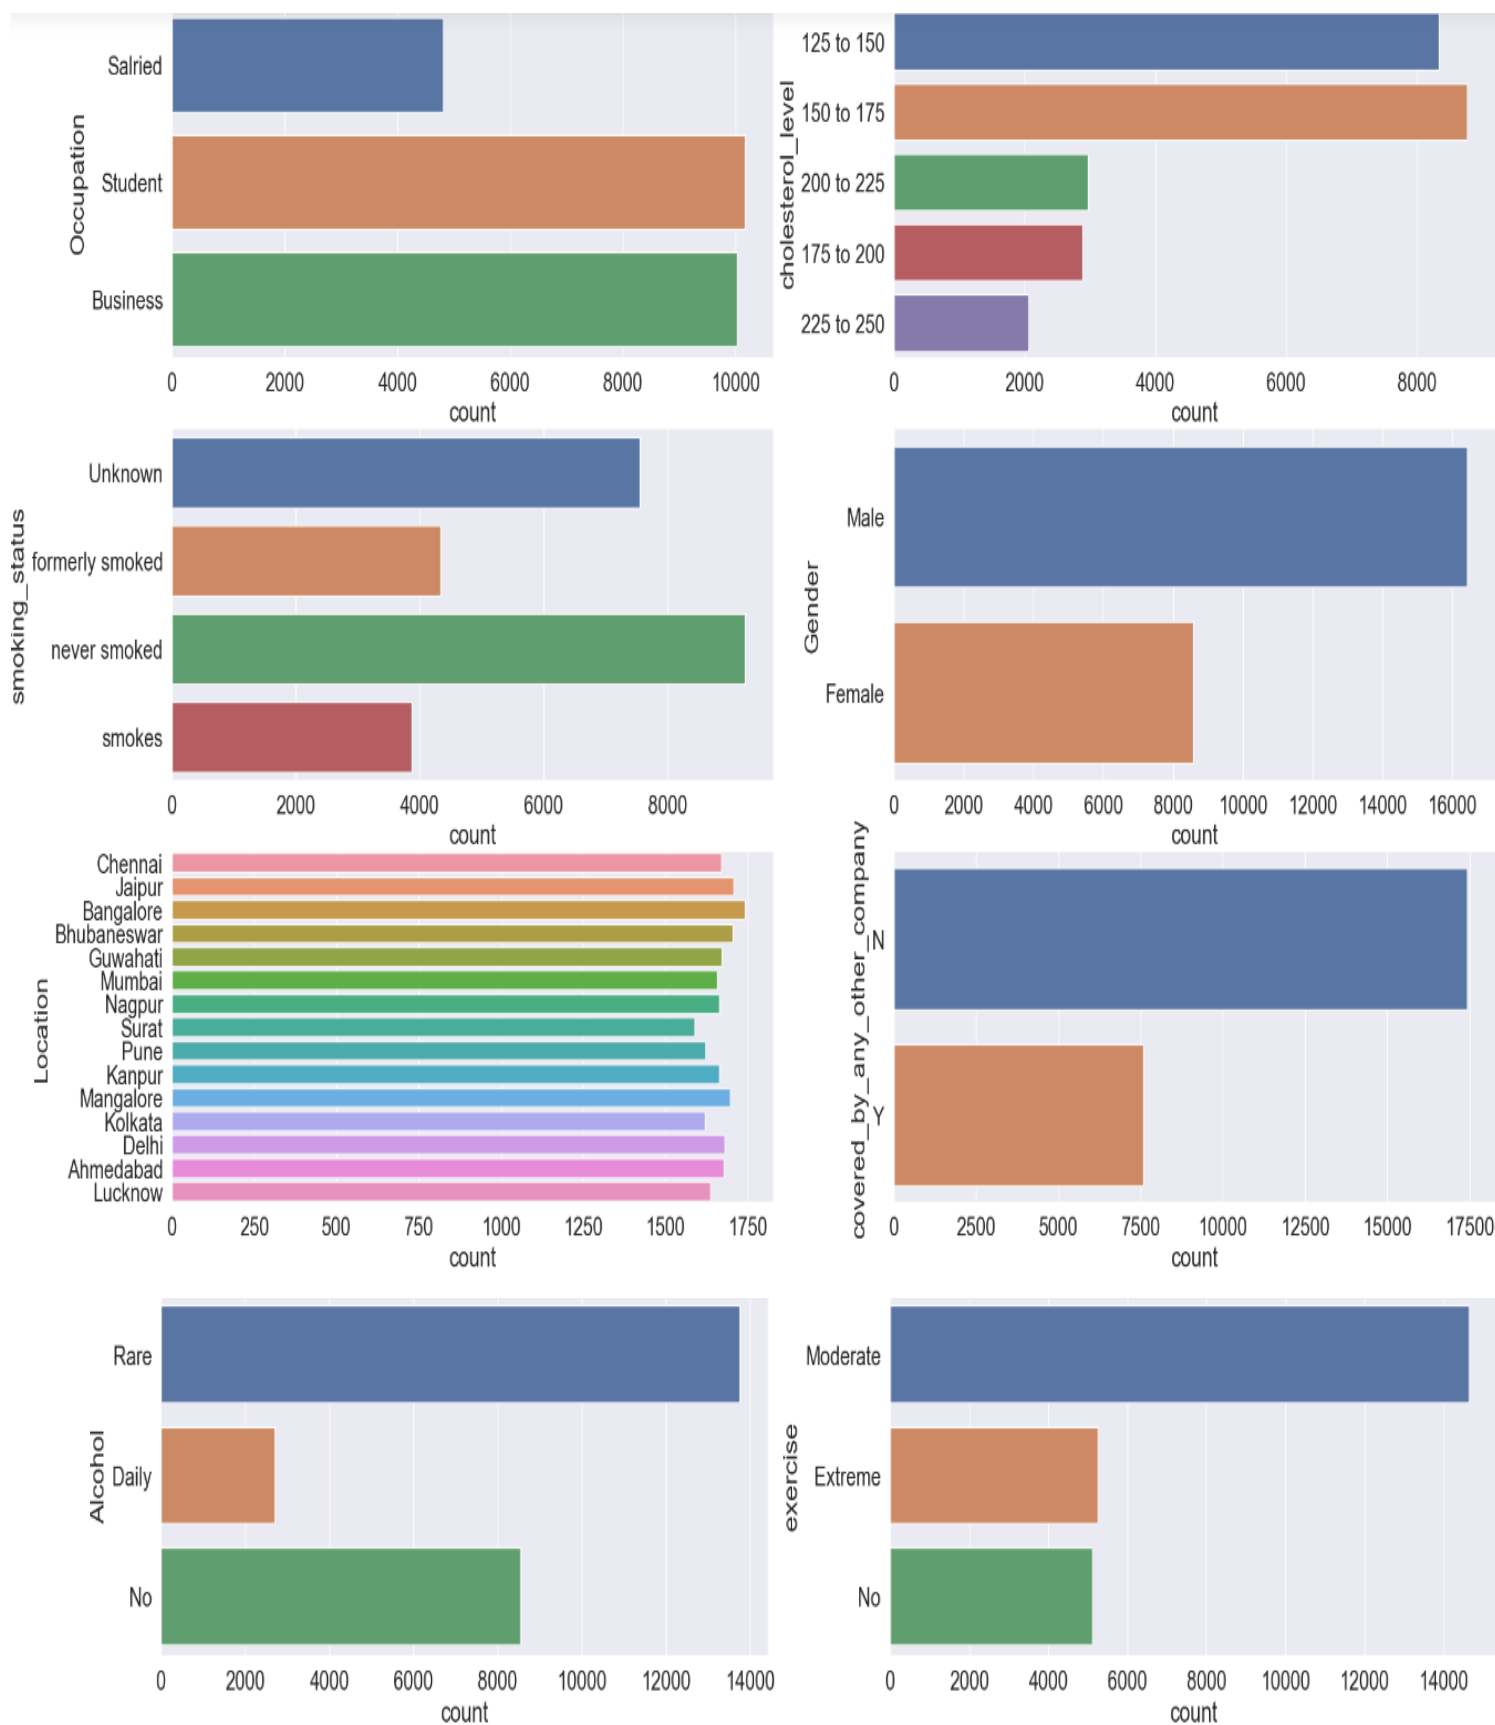 Occupation
Salried
Student
Business
0 2000 4000 6000 8000 10000
count
cholesterol_level
125 to 150
150 to 175
200 to 225
175 to 200
225 to 250
0 2000 4000 6000 8000
count
smoking_status
Unknown
formerly smoked
never smoked
smokes
0 2000 4000 6000 8000
count
Gender
Male
Female
0 2000 4000 6000 8000 10000 12000 14000 16000
count
Location
Chennai
Jaipur
Bangalore
Bhubaneswar
Guwahati
Mumbai
Nagpur
Surat
Pune
Kanpur
Mangalore
Kolkata
Delhi
Ahmedabad
Lucknow
0 250 500 750 1000 1250 1500 1750
count
covered_by_any_other_company
N
Y
0 2500 5000 7500 10000 12500 15000 17500
count
Alcohol
Rare
Daily
No
0 2000 4000 6000 8000 10000 12000 14000
count
exercise
Moderate
Extreme
No
0 2000 4000 6000 8000 10000 12000 14000
count